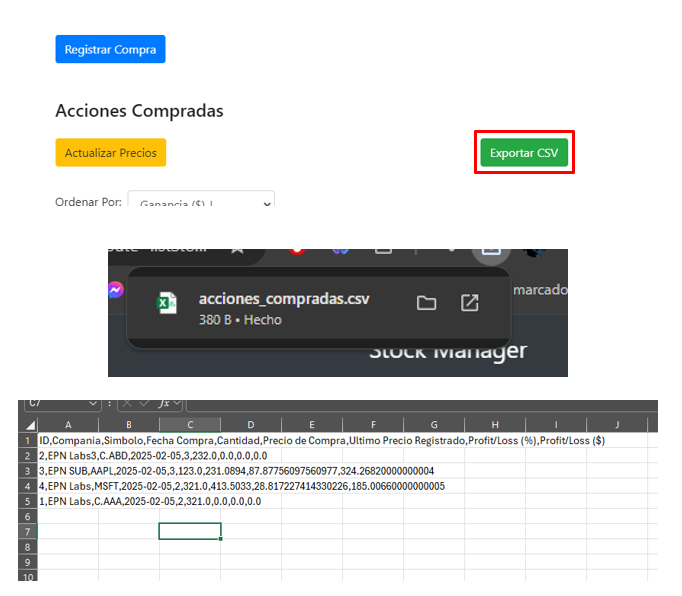 Registrar Compra
Acciones Compradas
Actualizar Precios
Exportar CSV
Ordenar Por:
Ganancia ($)
acciones_compradas.csv
380 B • Hecho
marcado
Stock Manager
C7
fx
A B C D E F G H I J
1 ID,Compania,Simbolo,Fecha Compra,Cantidad,Precio de Compra,Ultimo Precio Registrado,Profit/Loss (%),Profit/Loss ($)
2 2,EPN Labs3,C.ABD,2025-02-05,3,232.0,0.0,0.0,0.0
3 3,EPN SUB,AAPL,2025-02-05,3,123.0,231.0894,87.87756097560977,324.26820000000004
4 4,EPN Labs,MSFT,2025-02-05,2,321.0,413.5033,28.817227414330226,185.00660000000005
5 1,EPN Labs,C.AAA,2025-02-05,2,321.0,0.0,0.0,0.0
6
7
8
9
10